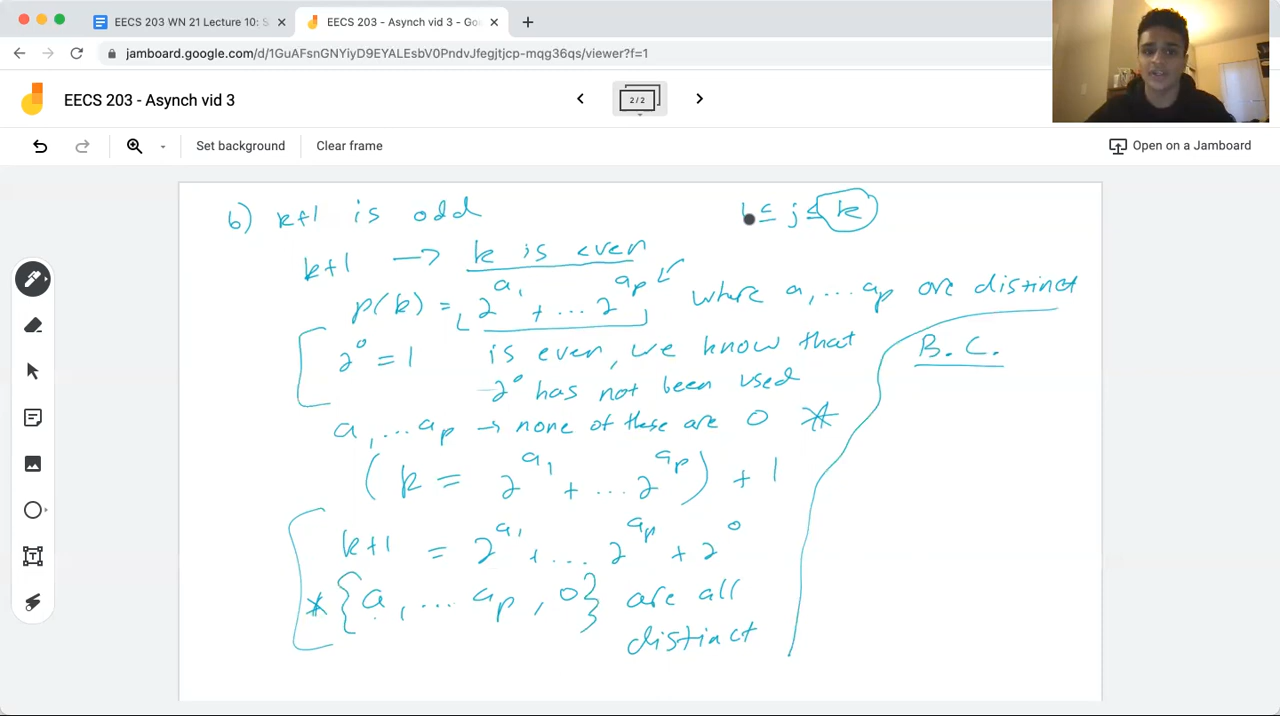 EECS 203 WN 21 Lecture 10: S
EECS 203 - Asynch vid 3 - Goo
jamboard.google.com/d/1GuAFsnGNYiyD9EYALEsbV0PndvJfegjtjcp-mqg36qs/viewer?f=1
EECS 203 - Asynch vid 3
2 / 2
Set background
Clear frame
Open on a Jamboard
b) k+1 is odd
≤ j ≤ k
k+1 → k is even
p(k) = 2^a₁ + ... 2^aₚ where a₁ ... aₚ are distinct
2^0 = 1 is even, we know that
2^0 has not been used
a₁ ... aₚ → none of these are 0 *
(k = 2^a₁ + ... 2^aₚ) + 1
k+1 = 2^a₁ + ... 2^aₚ + 2^0
* {a₁ ... aₚ, 0} are all
distinct
B.C.